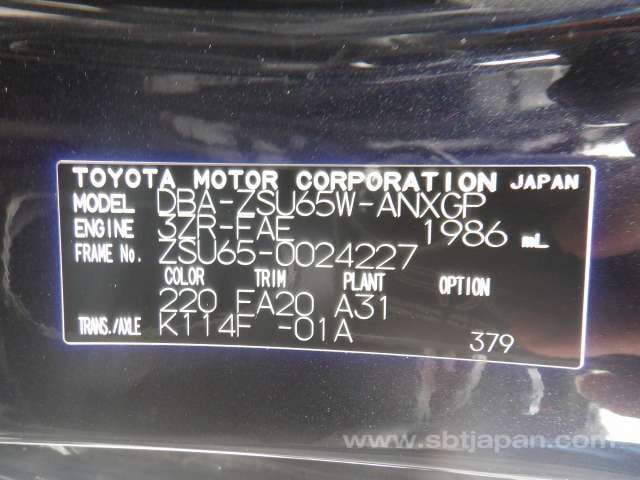 TOYOTA MOTOR CORPORATION JAPAN
MODEL DBA-ZSU65W-ANXGP
ENGINE 3ZR-FAE 1986 mL
FRAME No. ZSU65-0024227
COLOR TRIM PLANT OPTION
220 FA20 A31
TRANS./AXLE K114F -01A 379
www.sbtjapan.com